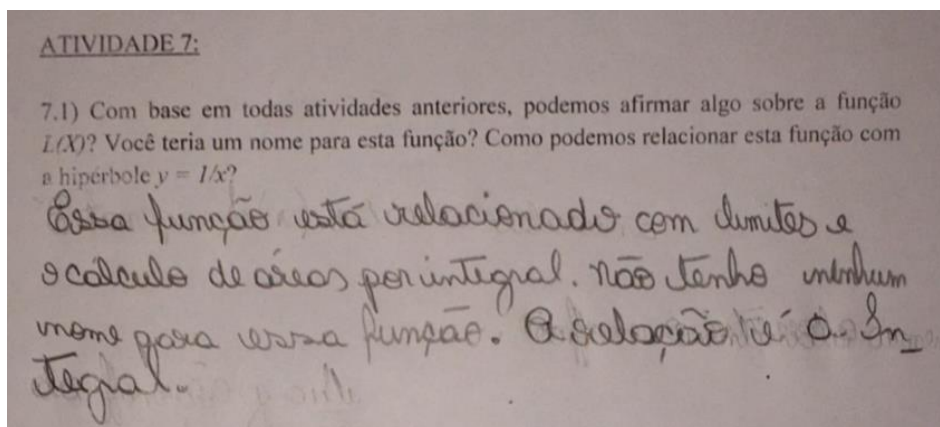 ATIVIDADE 7:
7.1) Com base em todas atividades anteriores, podemos afirmar algo sobre a função
L(X)? Você teria um nome para esta função? Como podemos relacionar esta função com
a hipérbole y = 1/x?
Essa função está relacionado com limites e
o cálculo de áreas por integral. não tenho nenhum
nome para essa função. A relação é a In_
tegral.